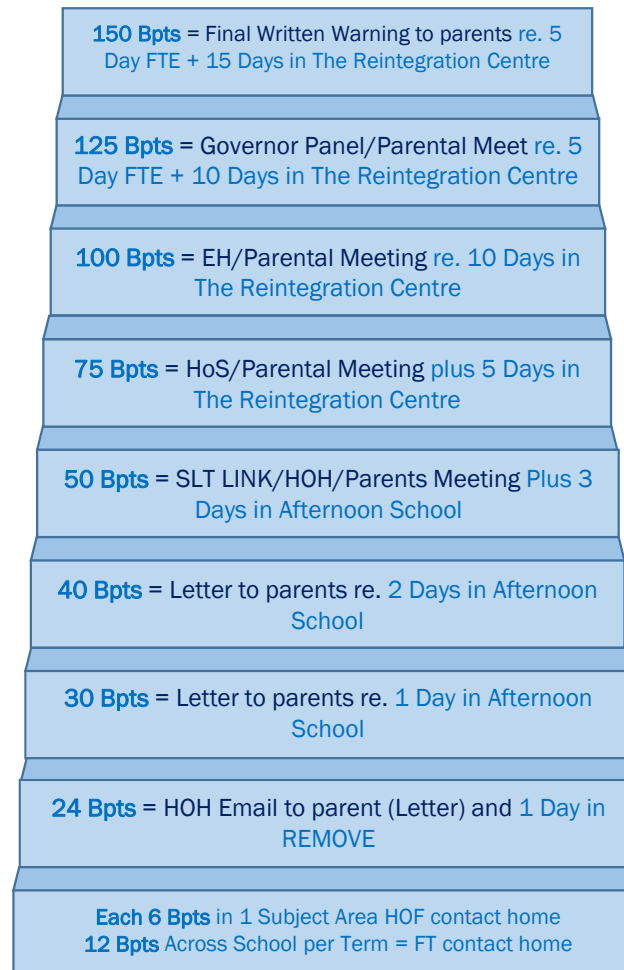 150 Bpts = Final Written Warning to parents re. 5
Day FTE + 15 Days in The Reintegration Centre
125 Bpts = Governor Panel/Parental Meet re. 5
Day FTE + 10 Days in The Reintegration Centre
100 Bpts = EH/Parental Meeting re. 10 Days in
The Reintegration Centre
75 Bpts = HoS/Parental Meeting plus 5 Days in
The Reintegration Centre
50 Bpts = SLT LINK/HOH/Parents Meeting Plus 3
Days in Afternoon School
40 Bpts = Letter to parents re. 2 Days in Afternoon
School
30 Bpts = Letter to parents re. 1 Day in Afternoon
School
24 Bpts = HOH Email to parent (Letter) and 1 Day in
REMOVE
Each 6 Bpts in 1 Subject Area HOF contact home
12 Bpts Across School per Term = FT contact home